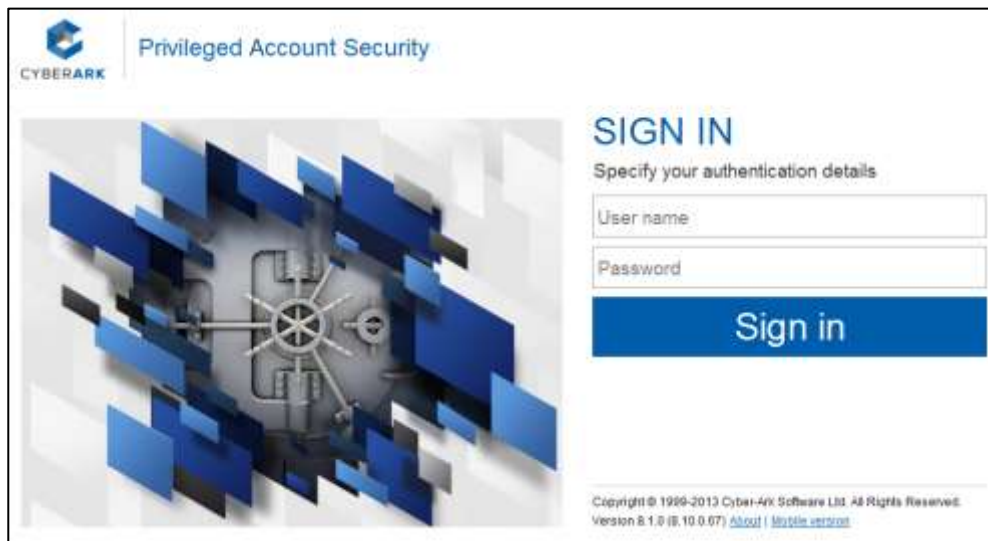 CYBERARK
Privileged Account Security
SIGN IN
Specify your authentication details
User name
Password
Sign in
Copyright © 1999-2013 Cyber-Ark Software Ltd. All Rights Reserved.
Version 8.1.0 (8.10.0.67) About | Mobile version